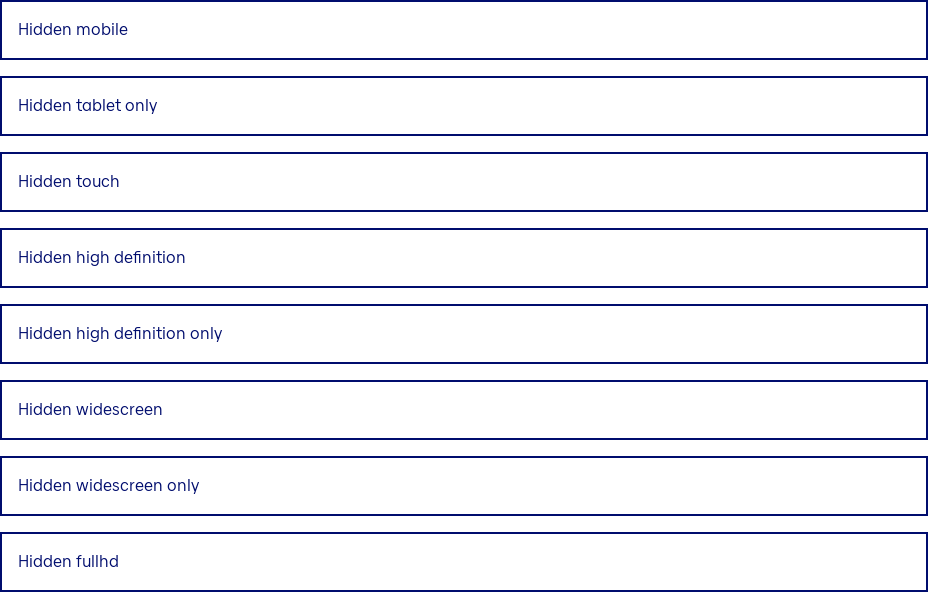 Hidden mobile
Hidden tablet only
Hidden touch
Hidden high definition
Hidden high definition only
Hidden widescreen
Hidden widescreen only
Hidden fullhd